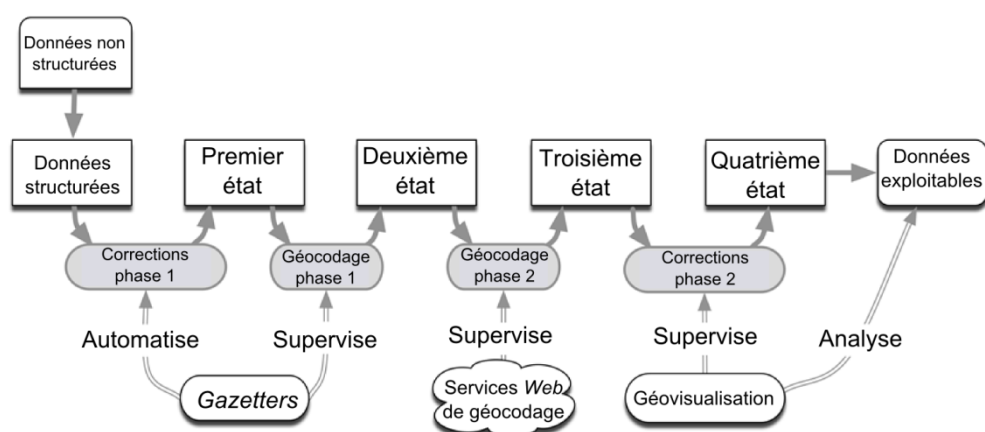 Données non
structurées
Données
structurées
Premier
état
Deuxième
état
Troisième
état
Quatrième
état
Données
exploitables
Corrections
phase 1
Géocodage
phase 1
Géocodage
phase 2
Corrections
phase 2
Automatise
Supervise
Supervise
Supervise
Analyse
Gazetters
Services Web
de géocodage
Géovisualisation